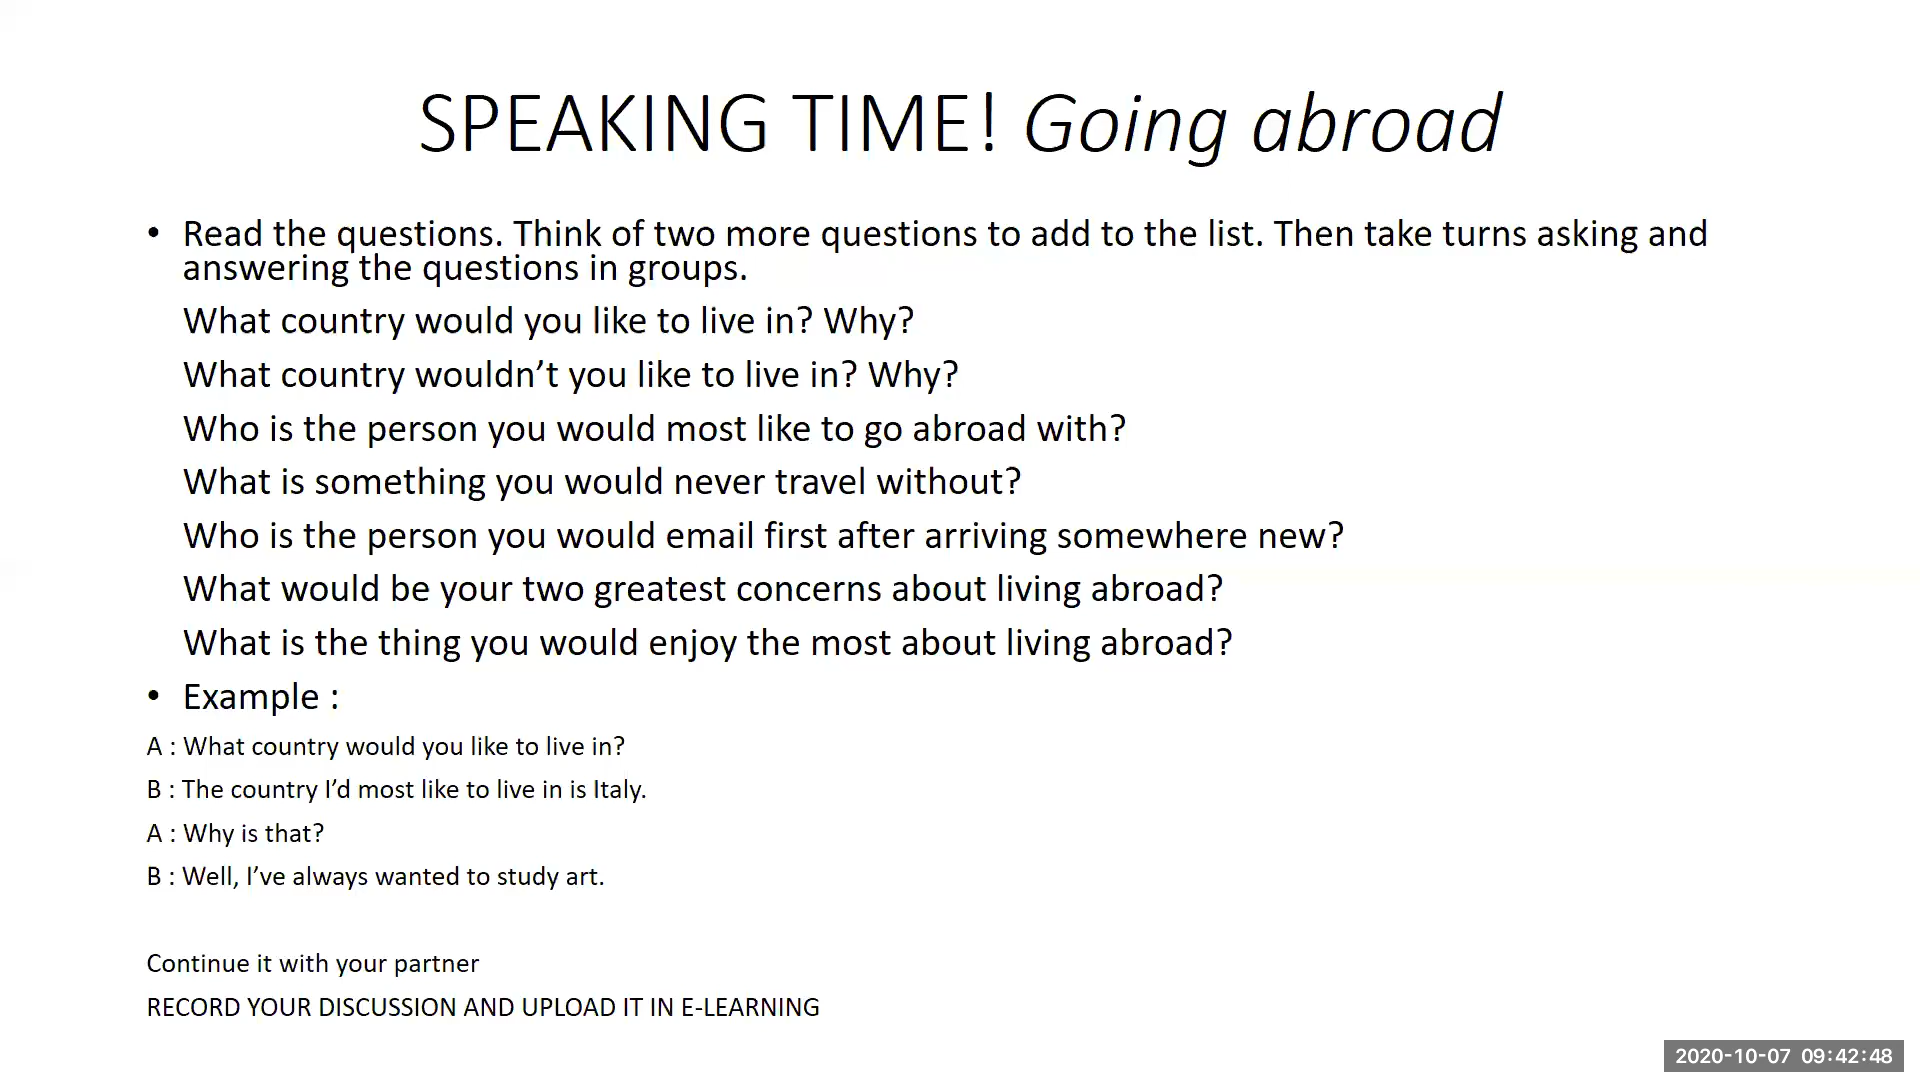 SPEAKING TIME! Going abroad
• Read the questions. Think of two more questions to add to the list. Then take turns asking and
answering the questions in groups.
What country would you like to live in? Why?
What country wouldn’t you like to live in? Why?
Who is the person you would most like to go abroad with?
What is something you would never travel without?
Who is the person you would email first after arriving somewhere new?
What would be your two greatest concerns about living abroad?
What is the thing you would enjoy the most about living abroad?
• Example :
A : What country would you like to live in?
B : The country I’d most like to live in is Italy.
A : Why is that?
B : Well, I’ve always wanted to study art.
Continue it with your partner
RECORD YOUR DISCUSSION AND UPLOAD IT IN E-LEARNING
2020-10-07 09:42:48